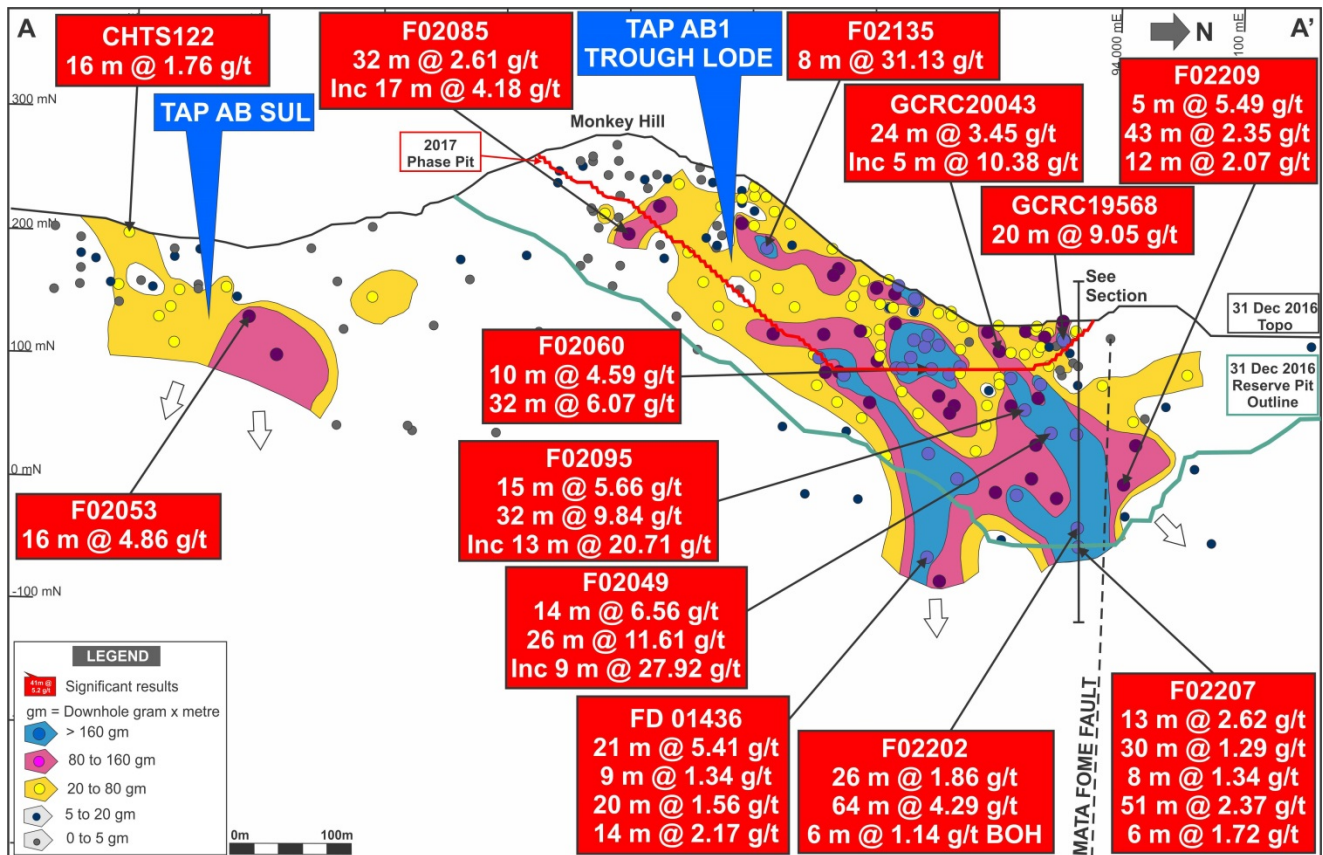 A
A'
N
94,000 mE
100 mE
CHTS122
16 m @ 1.76 g/t
F02085
32 m @ 2.61 g/t
Inc 17 m @ 4.18 g/t
TAP AB1
TROUGH LODE
F02135
8 m @ 31.13 g/t
F02209
5 m @ 5.49 g/t
43 m @ 2.35 g/t
12 m @ 2.07 g/t
GCRC20043
24 m @ 3.45 g/t
Inc 5 m @ 10.38 g/t
TAP AB SUL
Monkey Hill
2017
Phase Pit
GCRC19568
20 m @ 9.05 g/t
300 mN
200 mN
100 mN
0 mN
-100 mN
See
Section
31 Dec 2016
Topo
31 Dec 2016
Reserve Pit
Outline
F02060
10 m @ 4.59 g/t
32 m @ 6.07 g/t
F02053
16 m @ 4.86 g/t
F02095
15 m @ 5.66 g/t
32 m @ 9.84 g/t
Inc 13 m @ 20.71 g/t
F02049
14 m @ 6.56 g/t
26 m @ 11.61 g/t
Inc 9 m @ 27.92 g/t
FD 01436
21 m @ 5.41 g/t
9 m @ 1.34 g/t
20 m @ 1.56 g/t
14 m @ 2.17 g/t
F02202
26 m @ 1.86 g/t
64 m @ 4.29 g/t
6 m @ 1.14 g/t BOH
MATA FOME FAULT
F02207
13 m @ 2.62 g/t
30 m @ 1.29 g/t
8 m @ 1.34 g/t
51 m @ 2.37 g/t
6 m @ 1.72 g/t
LEGEND
41m @
5.2 g/t
Significant results
gm = Downhole gram x metre
> 160 gm
80 to 160 gm
20 to 80 gm
5 to 20 gm
0 to 5 gm
0m
100m